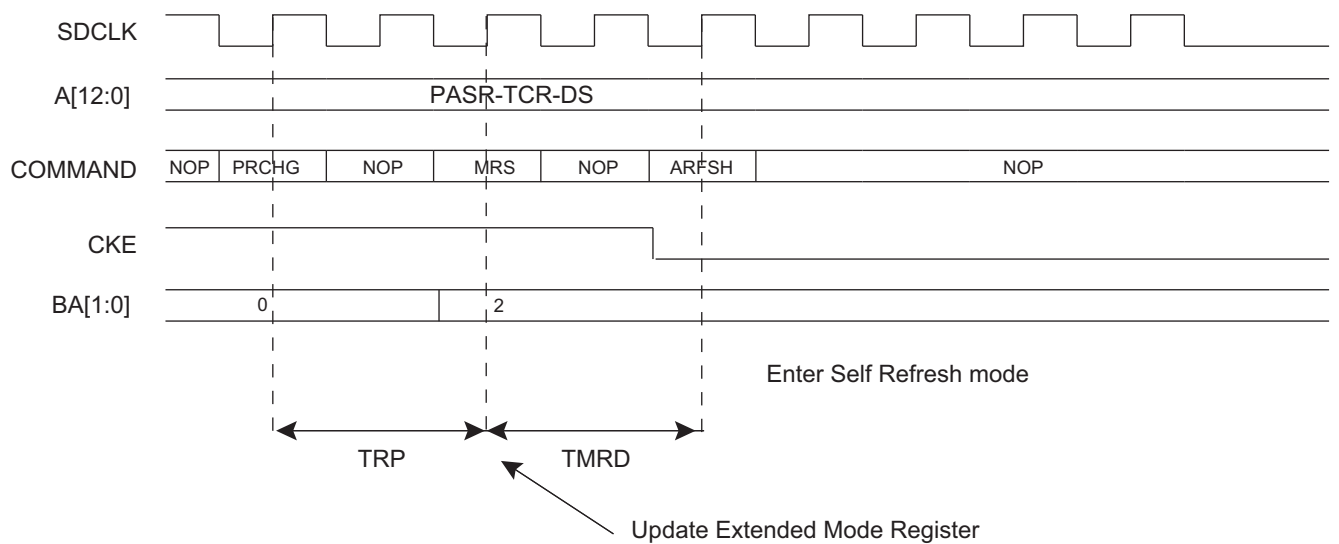 SDCLK
A[12:0] PASR-TCR-DS
COMMAND NOP PRCHG NOP MRS NOP ARFSH NOP
CKE
BA[1:0] 0 2
Enter Self Refresh mode
TRP TMRD
Update Extended Mode Register